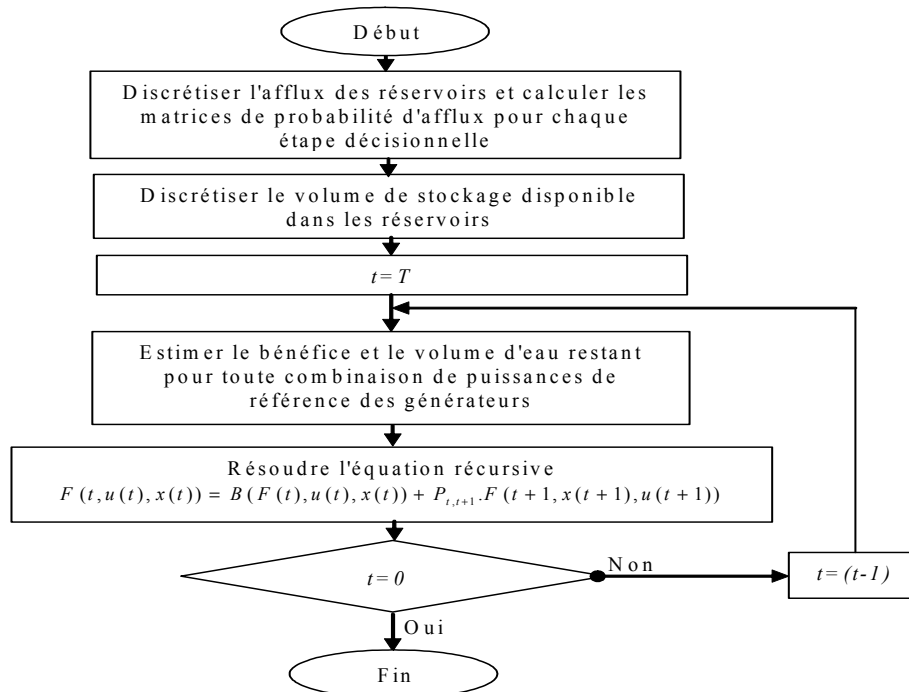 Début
Discrétiser l'afflux des réservoirs et calculer les
matrices de probabilité d'afflux pour chaque
étape décisionnelle
Discrétiser le volume de stockage disponible
dans les réservoirs
t= T
Estimer le bénéfice et le volume d'eau restant
pour toute combinaison de puissances de
référence des générateurs
Résoudre l'équation récursive
F(t,u(t),x(t)) = B(F(t),u(t),x(t)) + P_{t,t+1}.F(t+1,x(t+1),u(t+1))
t=0
Non
t=(t-1)
Oui
Fin